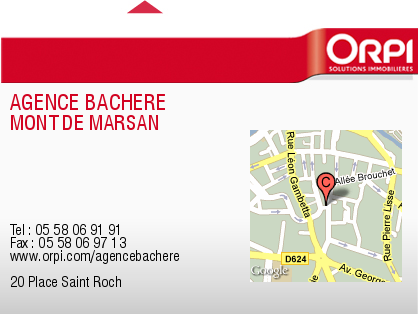 ORPI
SOLUTIONS IMMOBILIÈRES
AGENCE BACHERE
MONT DE MARSAN
Tel : 05 58 06 91 91
Fax : 05 58 06 97 13
www.orpi.com/agencebachere
20 Place Saint Roch
Rue Léon Gambetta
Allée Brouchet
C
Rue Pierre Lisse
D624
Av. Georges
Google